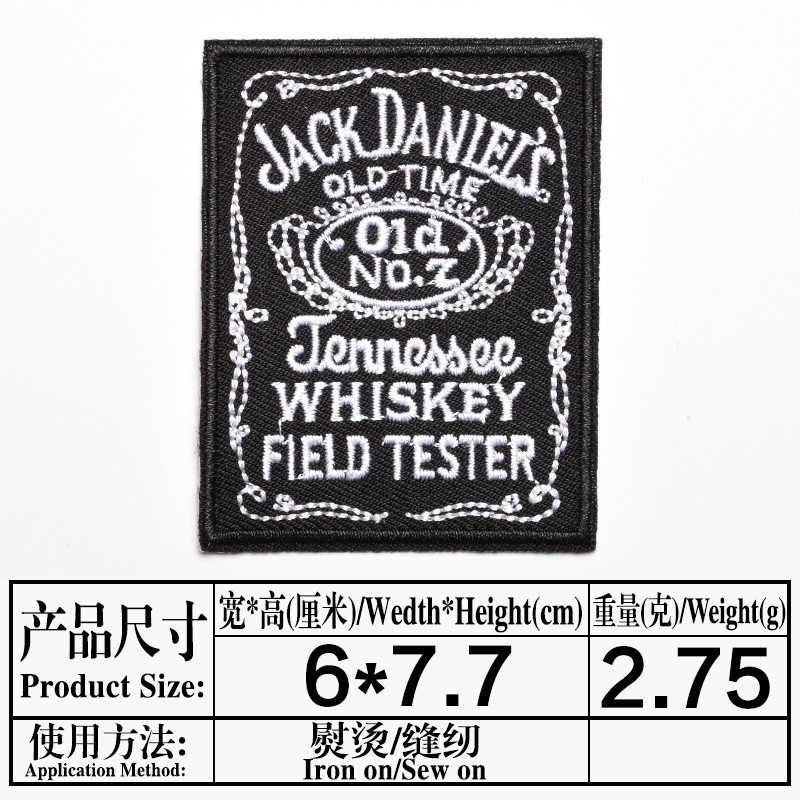 JACK DANIEL'S
OLD-TIME
Old
No.7
Tennessee
WHISKEY
FIELD TESTER
产品尺寸
Product Size:
宽*高(厘米)/Wedth*Height(cm)
6*7.7
重量(克)/Weight(g)
2.75
使用方法:
Application Method:
熨烫/缝纫
Iron on/Sew on